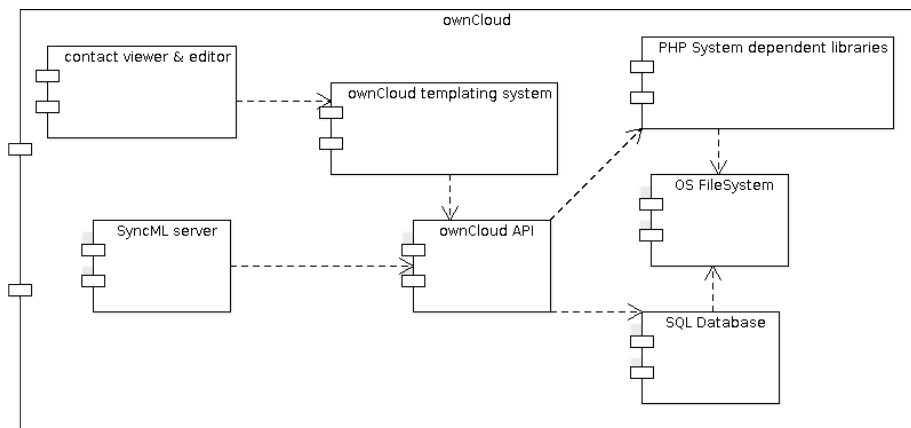 ownCloud
contact viewer & editor
PHP System dependent libraries
ownCloud templating system
OS FileSystem
SyncML server
ownCloud API
SQL Database